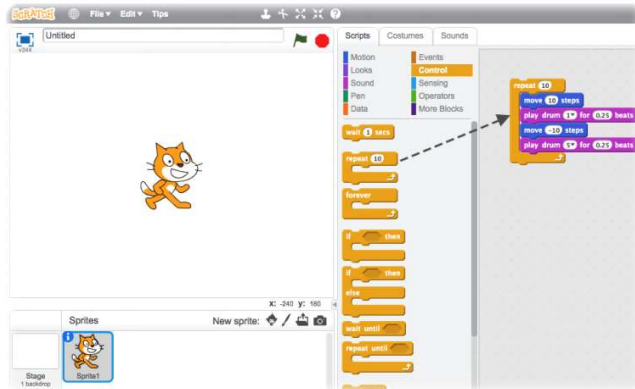 SCRATCH File Edit Tips
Untitled
v24X
X: -240 y: 180
Sprites New sprite:
Stage
1 backdrop
Sprite1
Scripts Costumes Sounds
Motion Events
Looks Control
Sound Sensing
Pen Operators
Data More Blocks
wait 1 secs
repeat 10
forever
if then
if then
else
wait until
repeat until
repeat 10
move 10 steps
play drum 1 for 0.25 beats
move -10 steps
play drum 5 for 0.25 beats